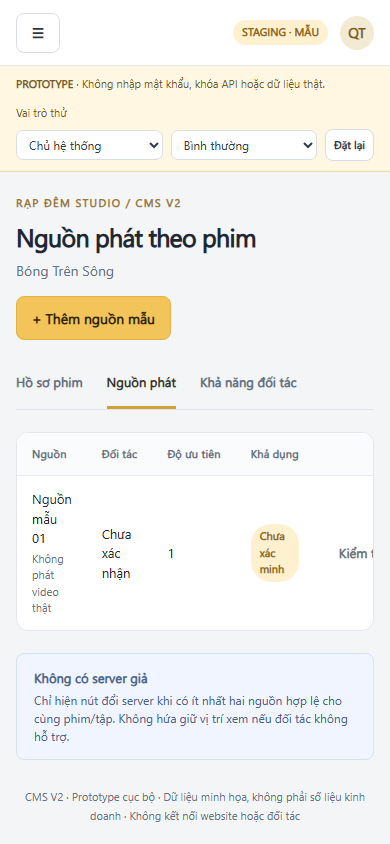 ☰
STAGING · MẪU
QT
PROTOTYPE · Không nhập mật khẩu, khóa API hoặc dữ liệu thật.
Vai trò thử
Chủ hệ thống
Bình thường
Đặt lại
RẠP ĐÊM STUDIO / CMS V2
Nguồn phát theo phim
Bóng Trên Sông
+ Thêm nguồn mẫu
Hồ sơ phim
Nguồn phát
Khả năng đối tác
Nguồn Đối tác Độ ưu tiên Khả dụng
Nguồn
mẫu
01
Không
phát
video
thật
Chưa
xác
nhận
1
Chưa
xác
minh
Kiểm
Không có server giả
Chỉ hiện nút đổi server khi có ít nhất hai nguồn hợp lệ cho
cùng phim/tập. Không hứa giữ vị trí xem nếu đối tác không
hỗ trợ.
CMS V2 · Prototype cục bộ · Dữ liệu minh họa, không phải số liệu kinh
doanh · Không kết nối website hoặc đối tác